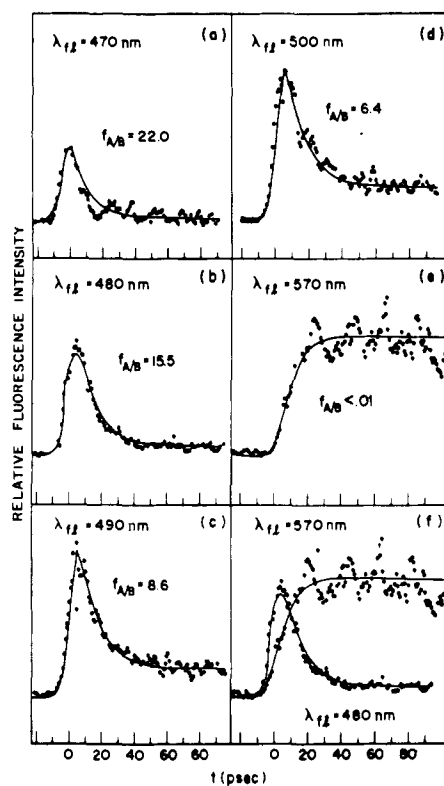 RELATIVE FLUORESCENCE INTENSITY
λfℓ = 470 nm (a)
fA/B = 22.0
λfℓ = 480 nm (b)
fA/B = 15.5
λfℓ = 490 nm (c)
fA/B = 8.6
0 20 40 60 80
t (psec)
λfℓ = 500 nm (d)
fA/B = 6.4
λfℓ = 570 nm (e)
fA/B < .01
λfℓ = 570 nm (f)
λfℓ = 480 nm
0 20 40 60 80
t (psec)